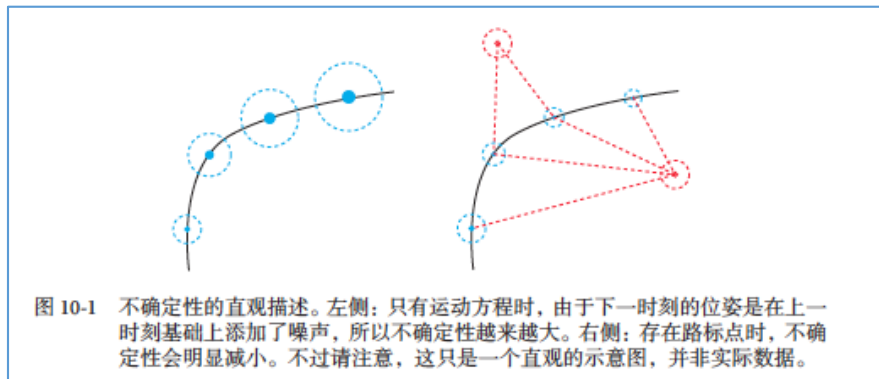 图 10-1 不确定性的直观描述。左侧：只有运动方程时，由于下一时刻的位姿是在上一
时刻基础上添加了噪声，所以不确定性越来越大。右侧：存在路标点时，不确
定性会明显减小。不过请注意，这只是一个直观的示意图，并非实际数据。